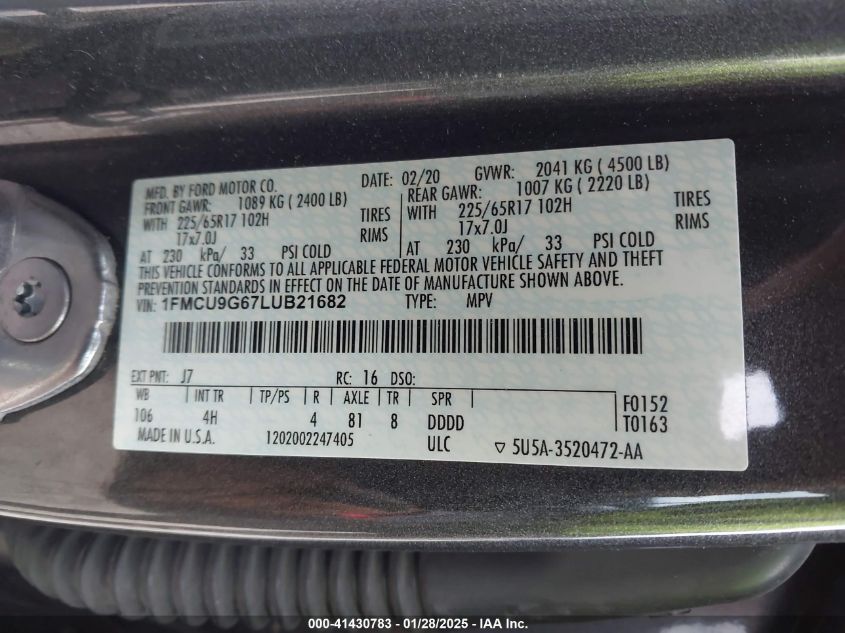 MFD. BY FORD MOTOR CO. DATE: 02/20 GVWR: 2041 KG ( 4500 LB)
FRONT GAWR: 1089 KG ( 2400 LB) REAR GAWR: 1007 KG ( 2220 LB)
WITH 225/65R17 102H TIRES WITH 225/65R17 102H TIRES
17x7.0J RIMS 17x7.0J RIMS
AT 230 kPa/ 33 PSI COLD AT 230 kPa/ 33 PSI COLD
THIS VEHICLE CONFORMS TO ALL APPLICABLE FEDERAL MOTOR VEHICLE SAFETY AND THEFT
PREVENTION STANDARDS IN EFFECT ON THE DATE OF MANUFACTURE SHOWN ABOVE.
VIN: 1FMCU9G67LUB21682 TYPE: MPV
EXT PNT: J7 RC: 16 DSO:
WB INT TR TP/PS R AXLE TR SPR F0152
106 4H 4 81 8 DDDD T0163
MADE IN U.S.A. 1202002247405 ULC ▽ 5U5A-3520472-AA
000-41430783 / 01/28/2025 - IAA Inc.